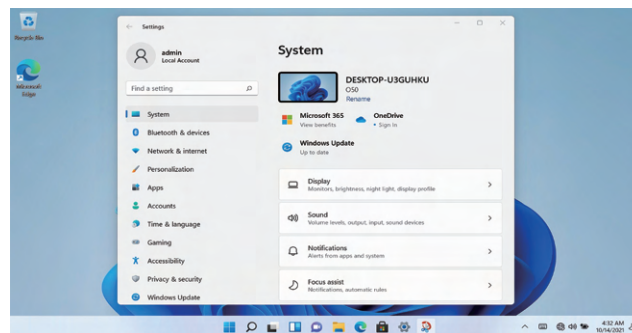 Recycle Bin
Microsoft
Edge
Settings
admin
Local Account
Find a setting
System
Bluetooth & devices
Network & internet
Personalization
Apps
Accounts
Time & language
Gaming
Accessibility
Privacy & security
Windows Update
System
DESKTOP-U3GUHKU
O50
Rename
Microsoft 365
View benefits
OneDrive
• Sign in
Windows Update
Up to date
Display
Monitors, brightness, night light, display profile
Sound
Volume levels, output, input, sound devices
Notifications
Alerts from apps and system
Focus assist
Notifications, automatic rules
4:32 AM
10/14/2021